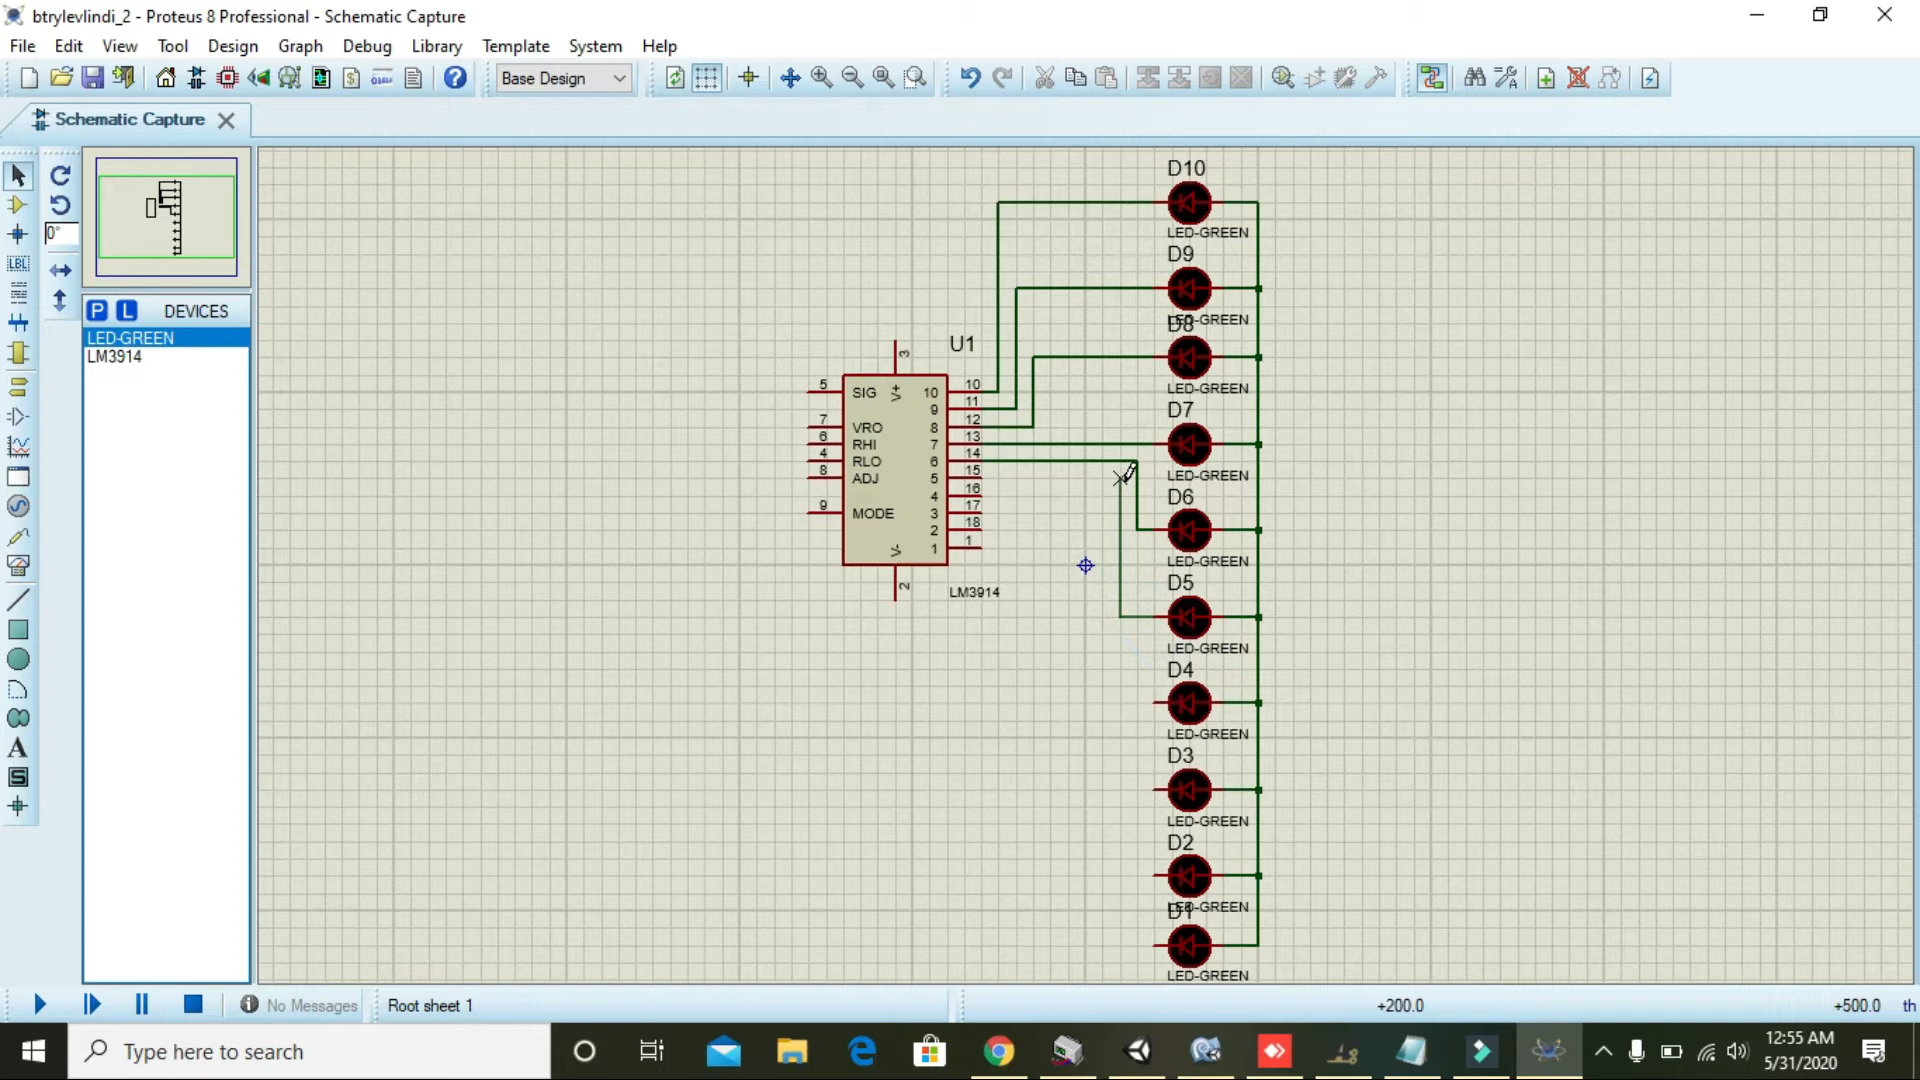 btrylevlindi_2 - Proteus 8 Professional - Schematic Capture
File Edit View Tool Design Graph Debug Library Template System Help
Base Design
Schematic Capture
0°
LBL
P L DEVICES
LED-GREEN
LM3914
D10
LED-GREEN
D9
LED-GREEN
D8
LED-GREEN
D7
LED-GREEN
D6
LED-GREEN
D5
LED-GREEN
D4
LED-GREEN
D3
LED-GREEN
D2
LED-GREEN
D1
LED-GREEN
U1
3
V+
5 SIG 10 10
9 11
7 VRO 8 12
6 RHI 7 13
4 RLO 6 14
8 ADJ 5 15
4 16
9 MODE 3 17
2 18
1 1
V-
2
LM3914
A
S
No Messages
Root sheet 1
+200.0
+500.0
th
Type here to search
12:55 AM
5/31/2020